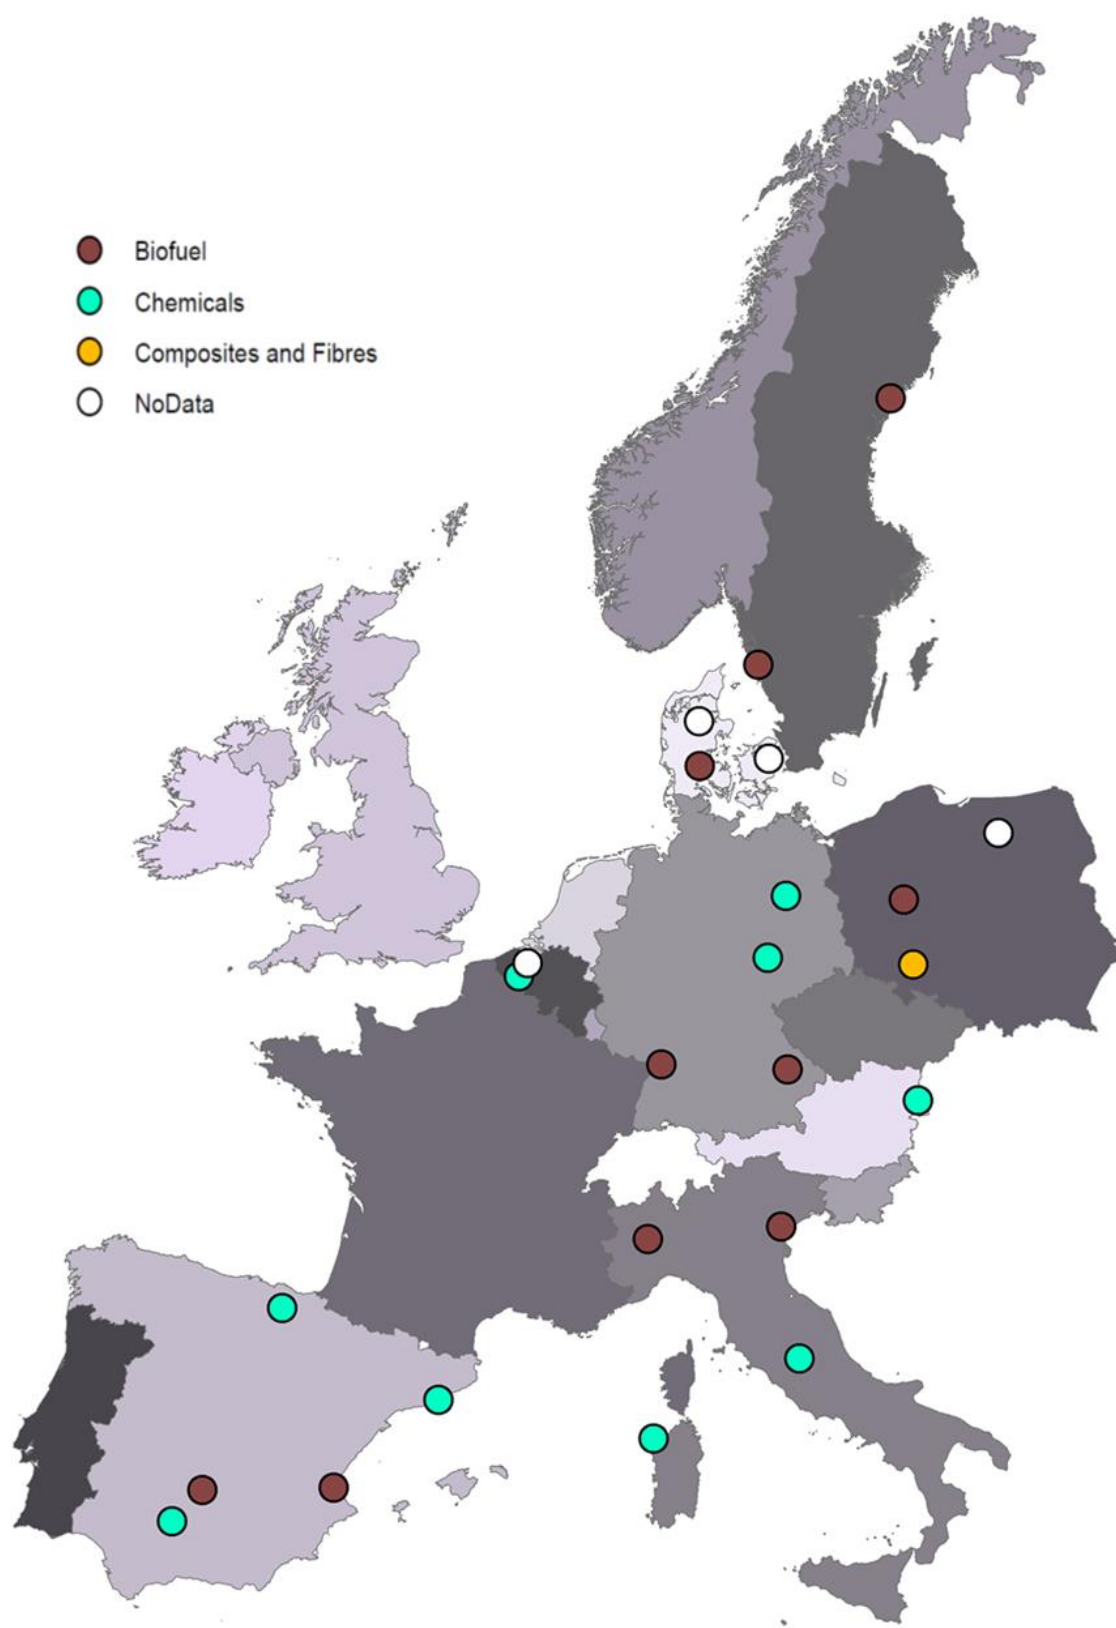 Biofuel
Chemicals
Composites and Fibres
NoData